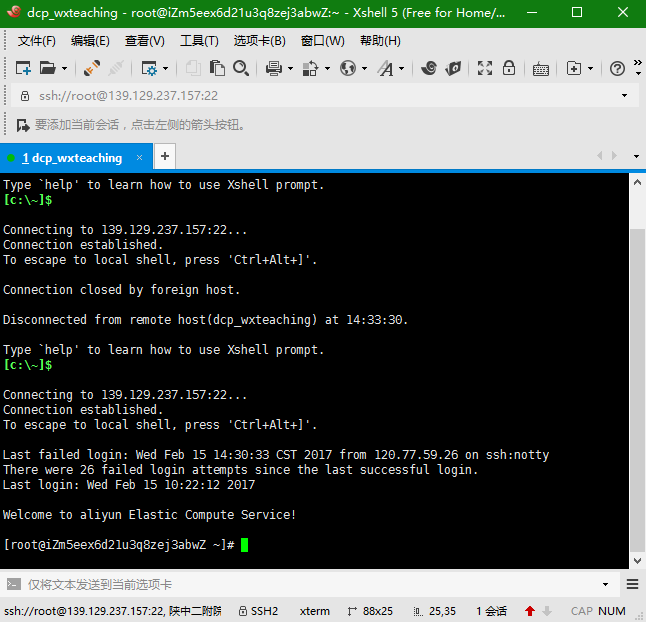 dcp_wxteaching - root@iZm5eex6d21u3q8zej3abwZ:~ - Xshell 5 (Free for Home/...
文件(F) 编辑(E) 查看(V) 工具(T) 选项卡(B) 窗口(W) 帮助(H)
ssh://root@139.129.237.157:22
要添加当前会话，点击左侧的箭头按钮。
1 dcp_wxteaching × +
Type `help' to learn how to use Xshell prompt.
[c:\~]$
Connecting to 139.129.237.157:22...
Connection established.
To escape to local shell, press 'Ctrl+Alt+]'.
Connection closed by foreign host.
Disconnected from remote host(dcp_wxteaching) at 14:33:30.
Type `help' to learn how to use Xshell prompt.
[c:\~]$
Connecting to 139.129.237.157:22...
Connection established.
To escape to local shell, press 'Ctrl+Alt+]'.
Last failed login: Wed Feb 15 14:30:33 CST 2017 from 120.77.59.26 on ssh:notty
There were 26 failed login attempts since the last successful login.
Last login: Wed Feb 15 10:22:12 2017
Welcome to aliyun Elastic Compute Service!
[root@iZm5eex6d21u3q8zej3abwZ ~]#
仅将文本发送到当前选项卡
ssh://root@139.129.237.157:22, 陕中二附院 SSH2 xterm 88x25 25,35 1 会话 CAP NUM